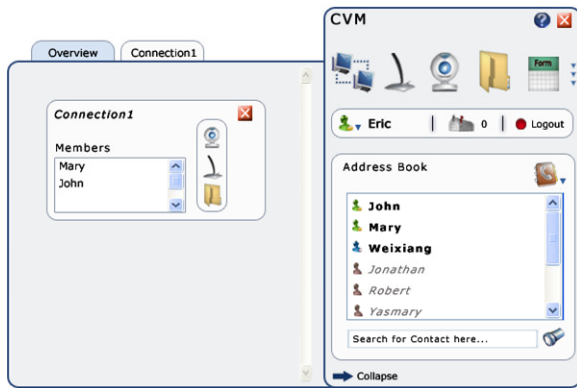 CVM
Overview
Connection1
Form
Connection1
Members
Mary
John
Eric
0
Logout
Address Book
John
Mary
Weixiang
Jonathan
Robert
Yasmary
Search for Contact here...
Collapse